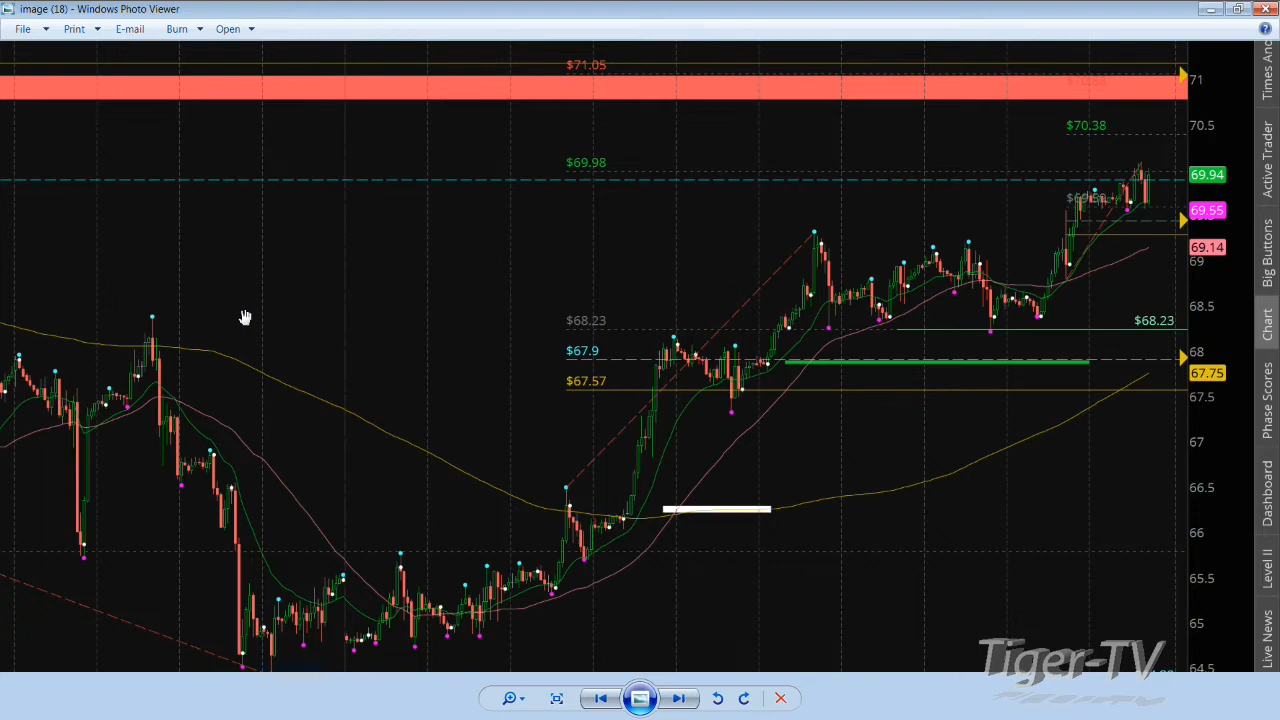 image (18) - Windows Photo Viewer
File Print E-mail Burn Open
$71.05
71
$70.38
70.5
$69.98
69.94
69.55
69.14
69
68.5
$68.23
$68.23
$67.9
68
67.75
$67.57
67.5
67
66.5
66
65.5
65
64.5
Times And
Active Trader
Big Buttons
Chart
Phase Scores
Dashboard
Level II
Live News
Tiger-TV